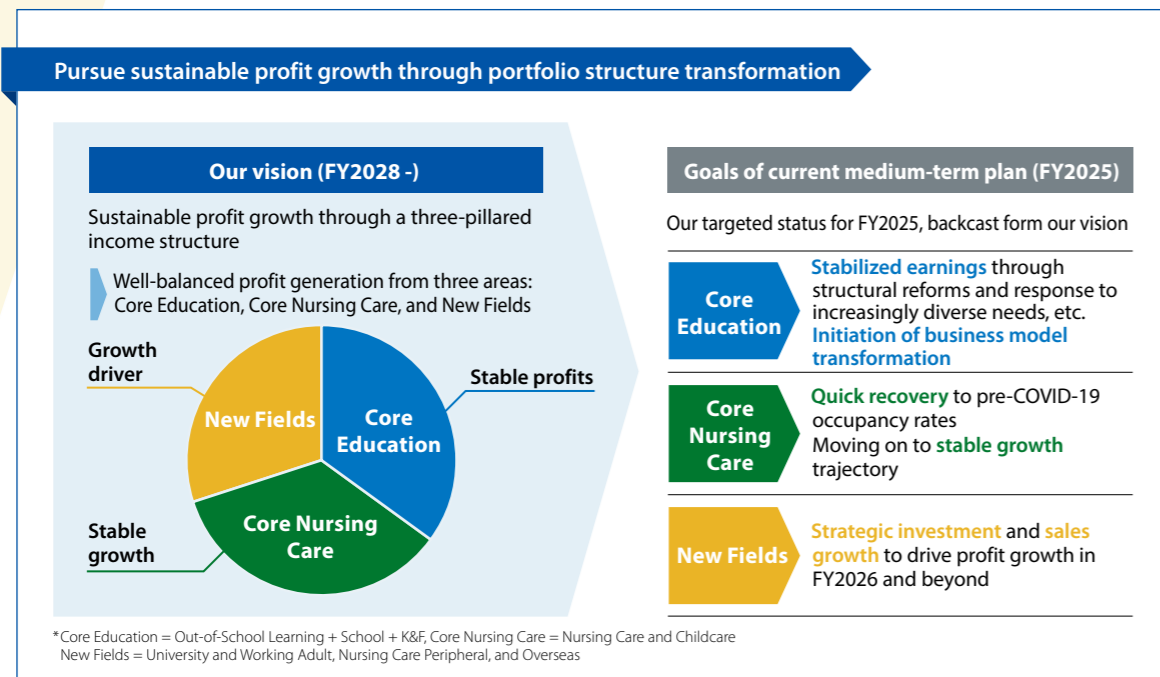 Pursue sustainable profit growth through portfolio structure transformation
Our vision (FY2028 -)
Sustainable profit growth through a three-pillared
income structure
Well-balanced profit generation from three areas:
Core Education, Core Nursing Care, and New Fields
Growth
driver
Stable profits
New Fields
Core
Education
Stable
growth
Core Nursing
Care
Goals of current medium-term plan (FY2025)
Our targeted status for FY2025, backcast form our vision
Core
Education
Stabilized earnings through
structural reforms and response to
increasingly diverse needs, etc.
Initiation of business model
transformation
Core
Nursing
Care
Quick recovery to pre-COVID-19
occupancy rates
Moving on to stable growth
trajectory
New Fields
Strategic investment and sales
growth to drive profit growth in
FY2026 and beyond
*Core Education = Out-of-School Learning + School + K&F, Core Nursing Care = Nursing Care and Childcare
New Fields = University and Working Adult, Nursing Care Peripheral, and Overseas